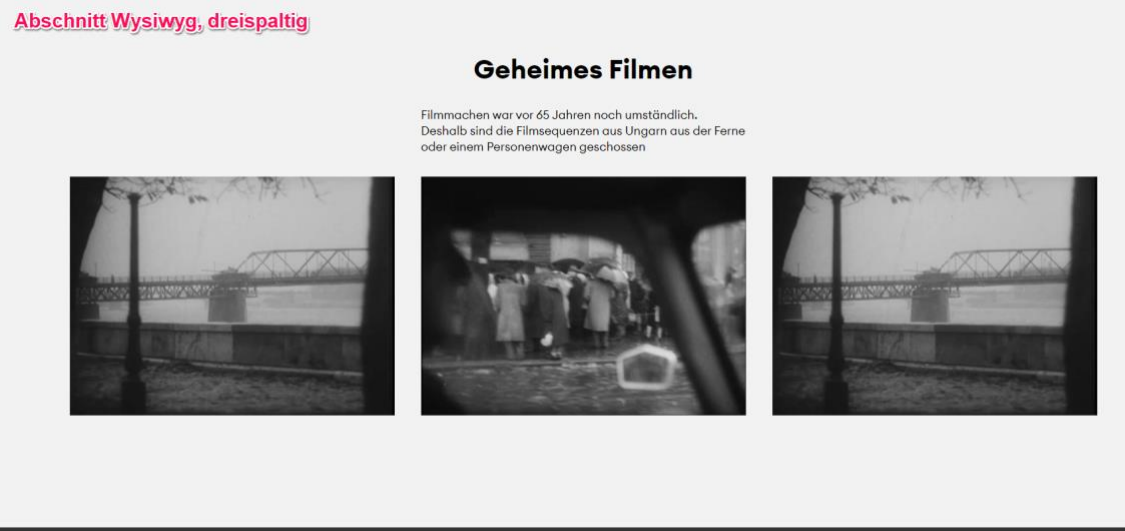 Abschnitt Wysiwyg, dreispaltig
Geheimes Filmen
Filmmachen war vor 65 Jahren noch umständlich.
Deshalb sind die Filmsequenzen aus Ungarn aus der Ferne
oder einem Personenwagen geschossen